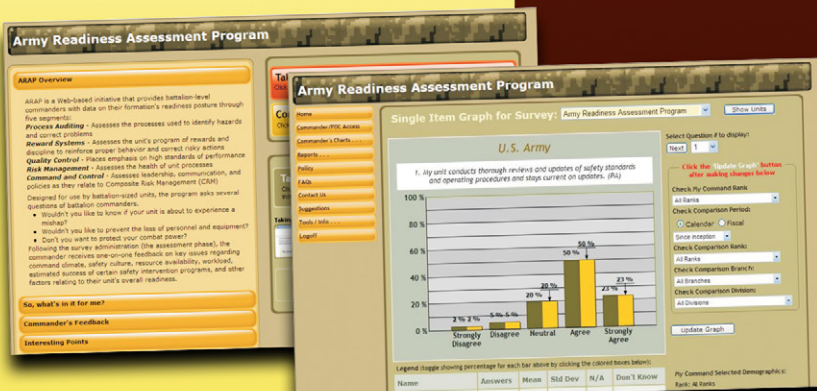 Army Readiness Assessment Program
ARAP Overview
ARAP is a Web-based initiative that provides battalion-level
commanders with data on their formation's readiness posture through
five segments:
Process Auditing - Assesses the processes used to identify hazards
and correct problems
Reward Systems - Assesses the unit's program of rewards and
discipline to reinforce proper behavior and correct risky actions
Quality Control - Places emphasis on high standards of performance
Risk Management - Assesses the health of unit processes
Command and Control - Assesses leadership, communication, and
policies as they relate to Composite Risk Management (CRM)
Designed for use by battalion-sized units, the program asks several
questions of battalion commanders.
• Wouldn't you like to know if your unit is about to experience a
mishap?
• Wouldn't you like to prevent the loss of personnel and equipment?
• Don't you want to protect your combat power?
Following the survey administration (the assessment phase), the
commander receives one-on-one feedback on key issues regarding
command climate, safety culture, resource availability, workload,
estimated success of certain safety intervention programs, and other
factors relating to their unit's overall readiness.
So, what's in it for me?
Commander's Feedback
Interesting Points
Army Readiness Assessment Program
Home
Commander/POC Access
Commander's Charts . . .
Reports . . .
Policy
FAQs
Contact Us
Suggestions
Tools / Info . . .
Logoff
Single Item Graph for Survey: Army Readiness Assessment Program Show Units
U.S. Army
1. My unit conducts thorough reviews and updates of safety standards
and operating procedures and stays current on updates. (PA)
100 %
80 %
60 %
40 %
20 %
0 %
2 % 2 %
5 % 5 %
20 % 20 %
50 % 50 %
23 % 23 %
Strongly Disagree
Disagree
Neutral
Agree
Strongly Agree
Legend (toggle showing percentage for each bar above by clicking the colored boxes below):
Name Answers Mean Std Dev N/A Don't Know
Select Question # to display:
Next 1
Click the Update Graph button
after making changes below
Check My Command Rank
All Ranks
Check Comparison Period:
Calender Fiscal
Since Inception
Check Comparison Rank:
All Ranks
Check Comparison Branch:
All Branches
Check Comparison Division:
All Divisions
Update Graph
My Command Selected Demographics:
Rank: All Ranks